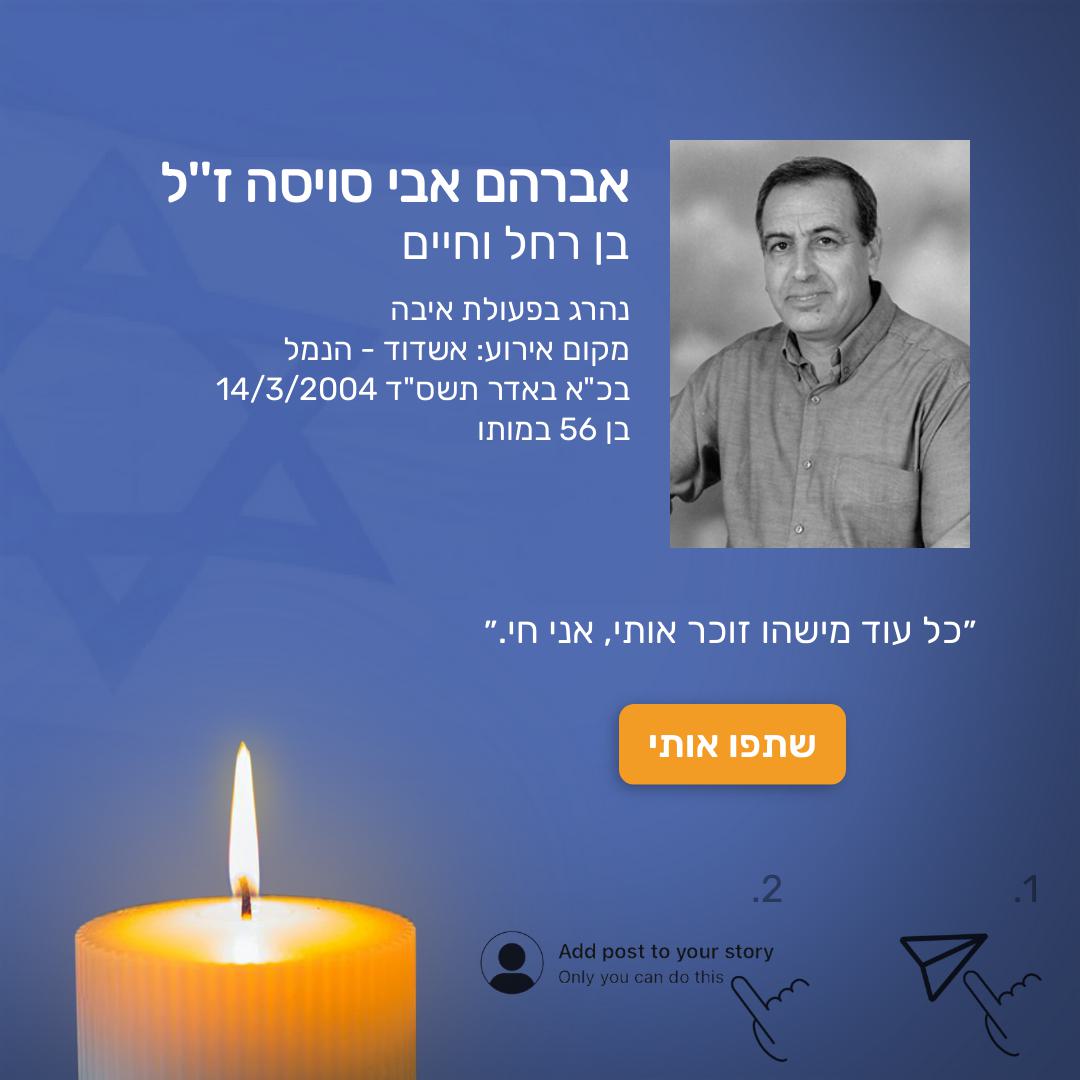 אברהם אבי סויסה ז"ל
בן רחל וחיים
נהרג בפעולת איבה
מקום אירוע: אשדוד - הנמל
בכ"א באדר תשס"ד 14/3/2004
בן 56 במותו
״כל עוד מישהו זוכר אותי, אני חי.״
שתפו אותי
1.
2.
Add post to your story
Only you can do this